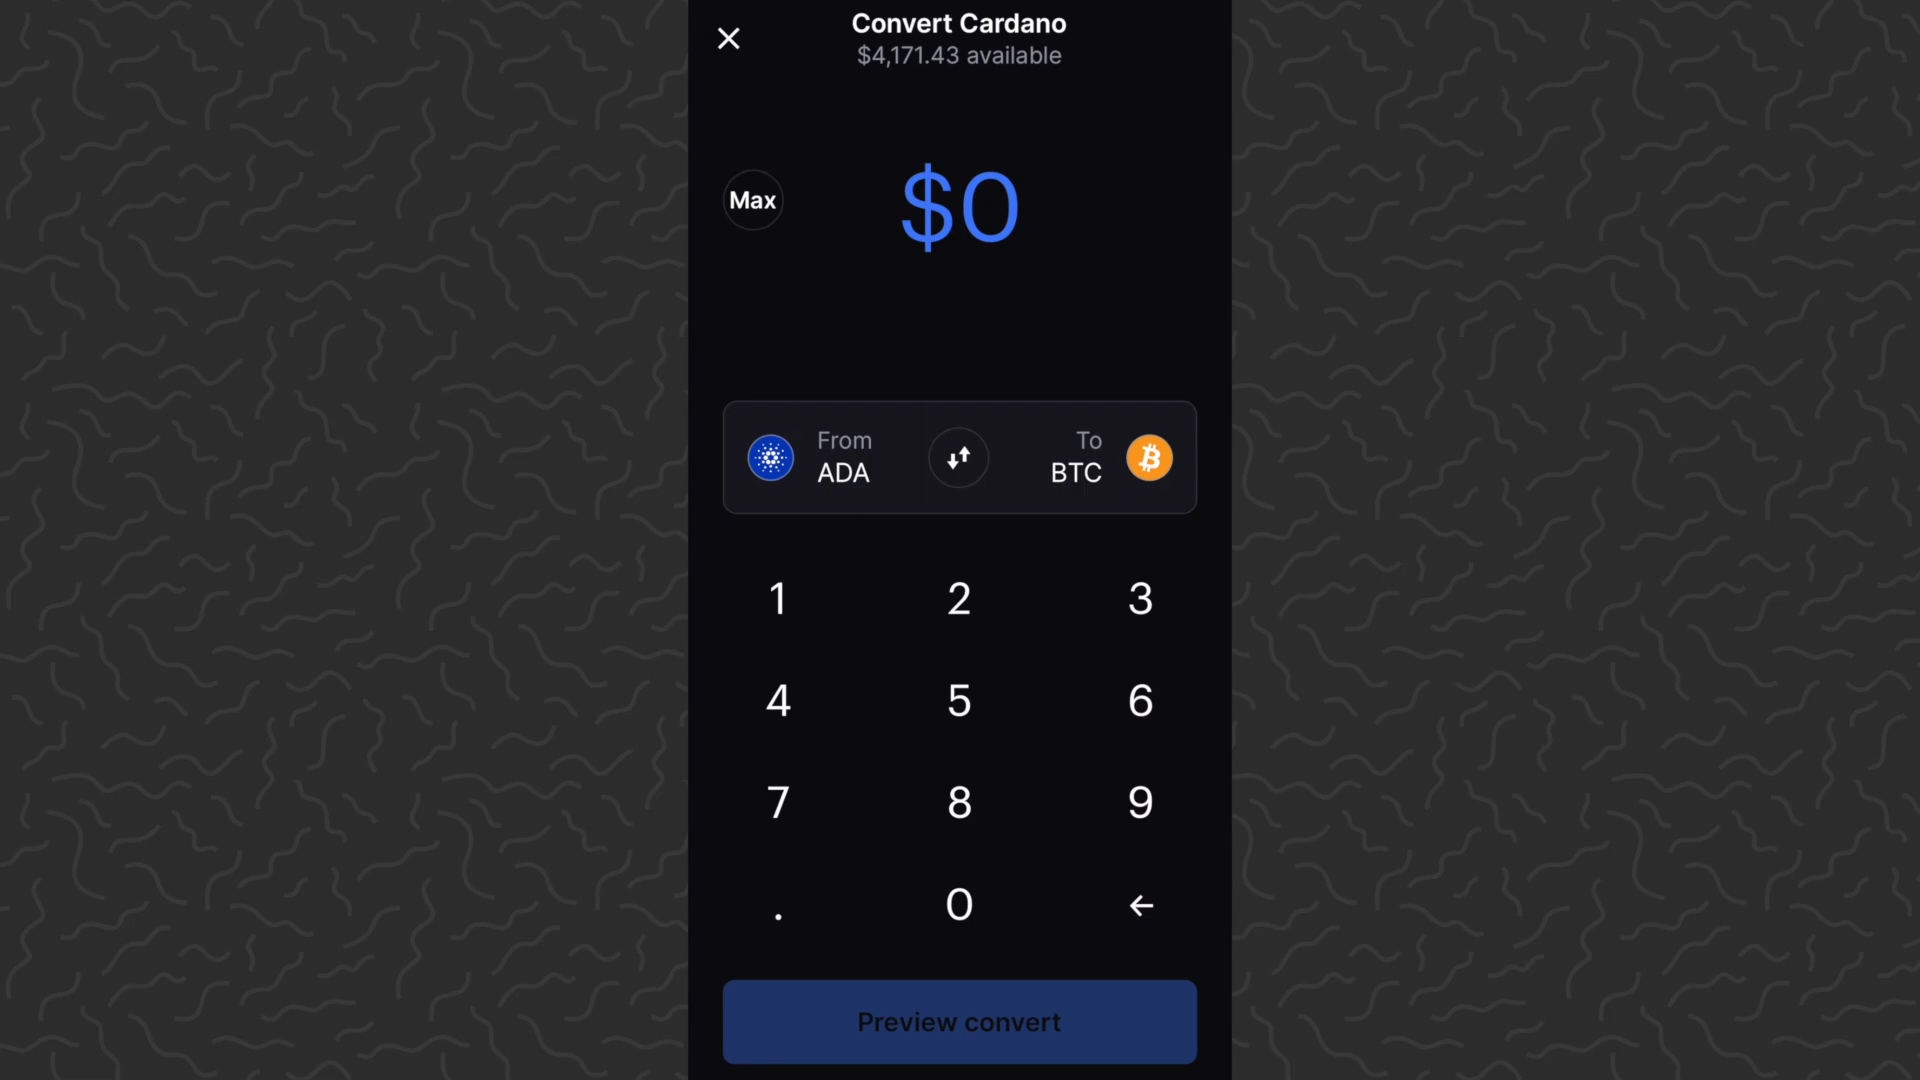 Convert Cardano
$4,171.43 available
Max
$0
From
ADA
To
BTC
1 2 3
4 5 6
7 8 9
. 0 ←
Preview convert